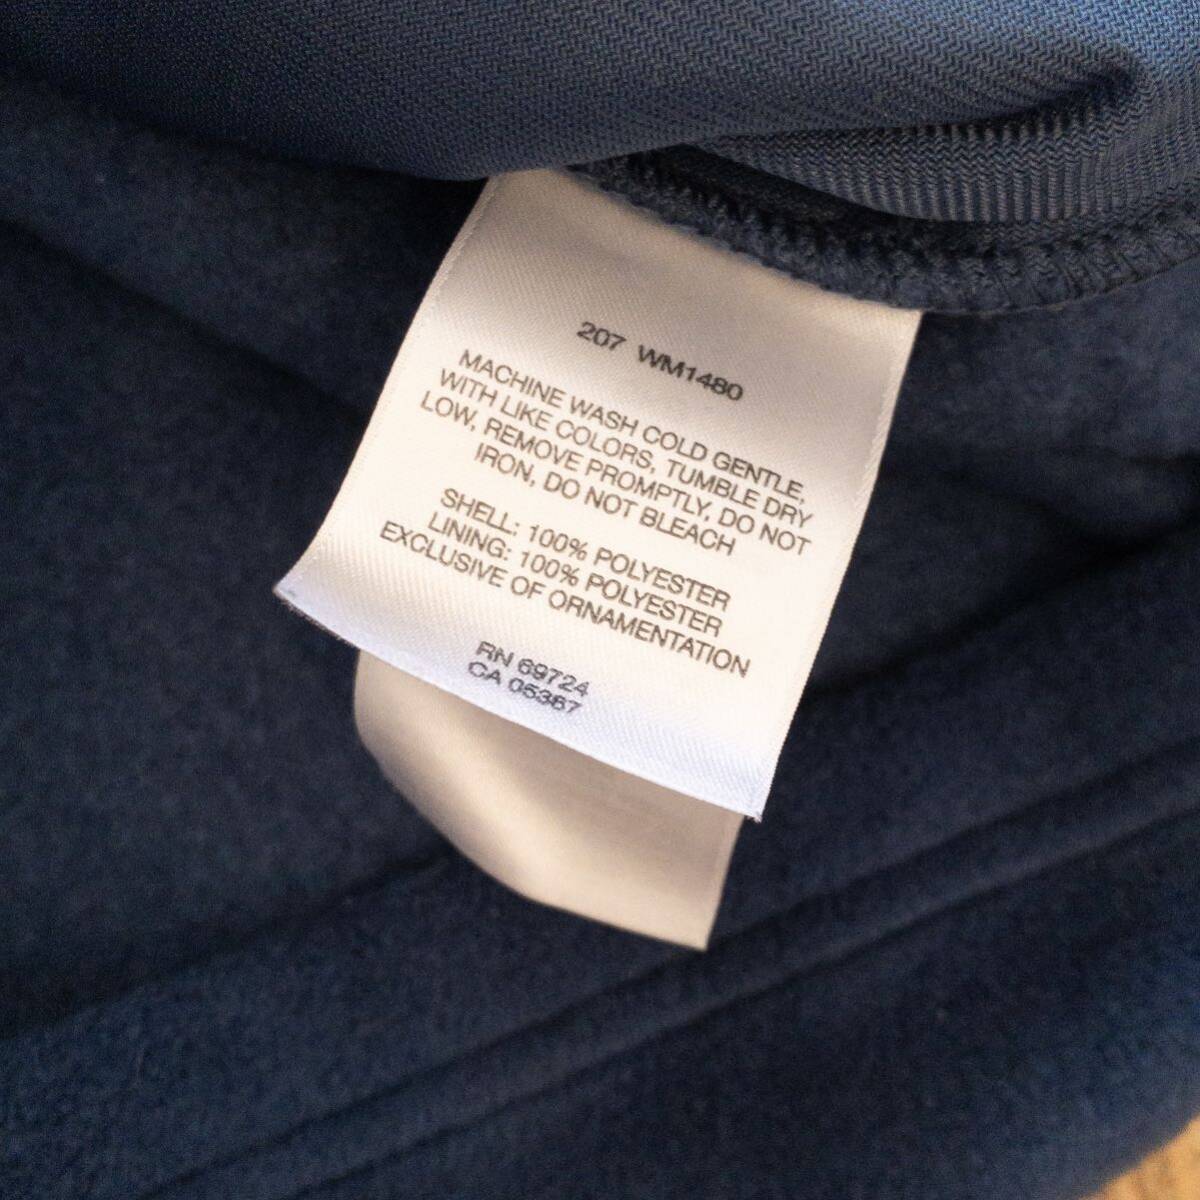 207 WM1480
MACHINE WASH COLD GENTLE,
WITH LIKE COLORS, TUMBLE DRY
LOW, REMOVE PROMPTLY, DO NOT
IRON, DO NOT BLEACH
SHELL: 100% POLYESTER
LINING: 100% POLYESTER
EXCLUSIVE OF ORNAMENTATION
RN 69724
CA 05367